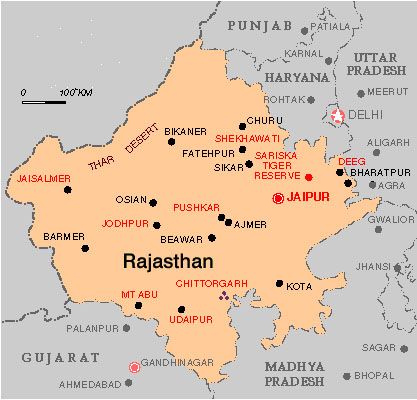 PUNJAB
PATIALA
KARNAL
UTTAR
PRADESH
HARYANA
MEERUT
ROHTAK
0 100 KM
DELHI
CHURU
THAR DESERT
BIKANER
SHEKHAWATI
ALIGARH
FATEHPUR
SARISKA
TIGER
RESERVE
DEEG
SIKAR
BHARATPUR
JAISALMER
AGRA
OSIAN
JAIPUR
PUSHKAR
JODHPUR
AJMER
GWALIOR
BARMER
BEAWAR
Rajasthan
JHANSI
CHITTORGARH
KOTA
MT ABU
UDAIPUR
PALANPUR
GUJARAT
GANDHINAGAR
SAGAR
MADHYA
PRADESH
BHOPAL
AHMEDABAD